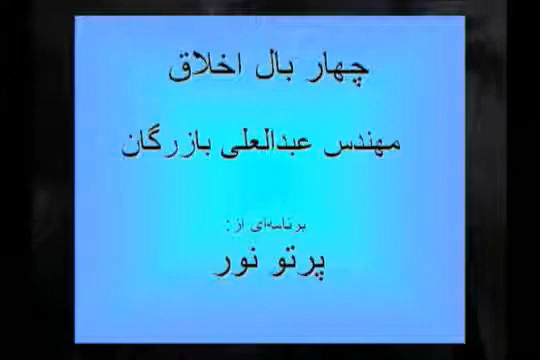 چهار بال اخلاق
مهندس عبدالعلی بازرگان
برنامه‌ای از:
پرتو نور